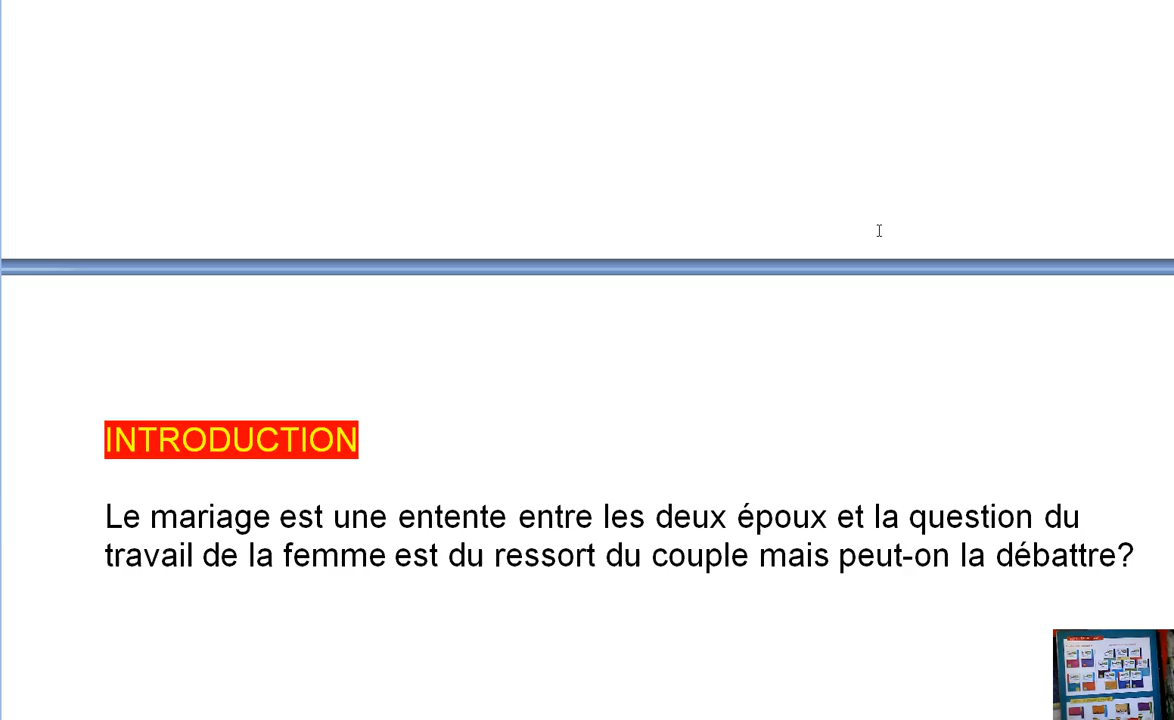 INTRODUCTION
Le mariage est une entente entre les deux époux et la question du
travail de la femme est du ressort du couple mais peut-on la débattre?